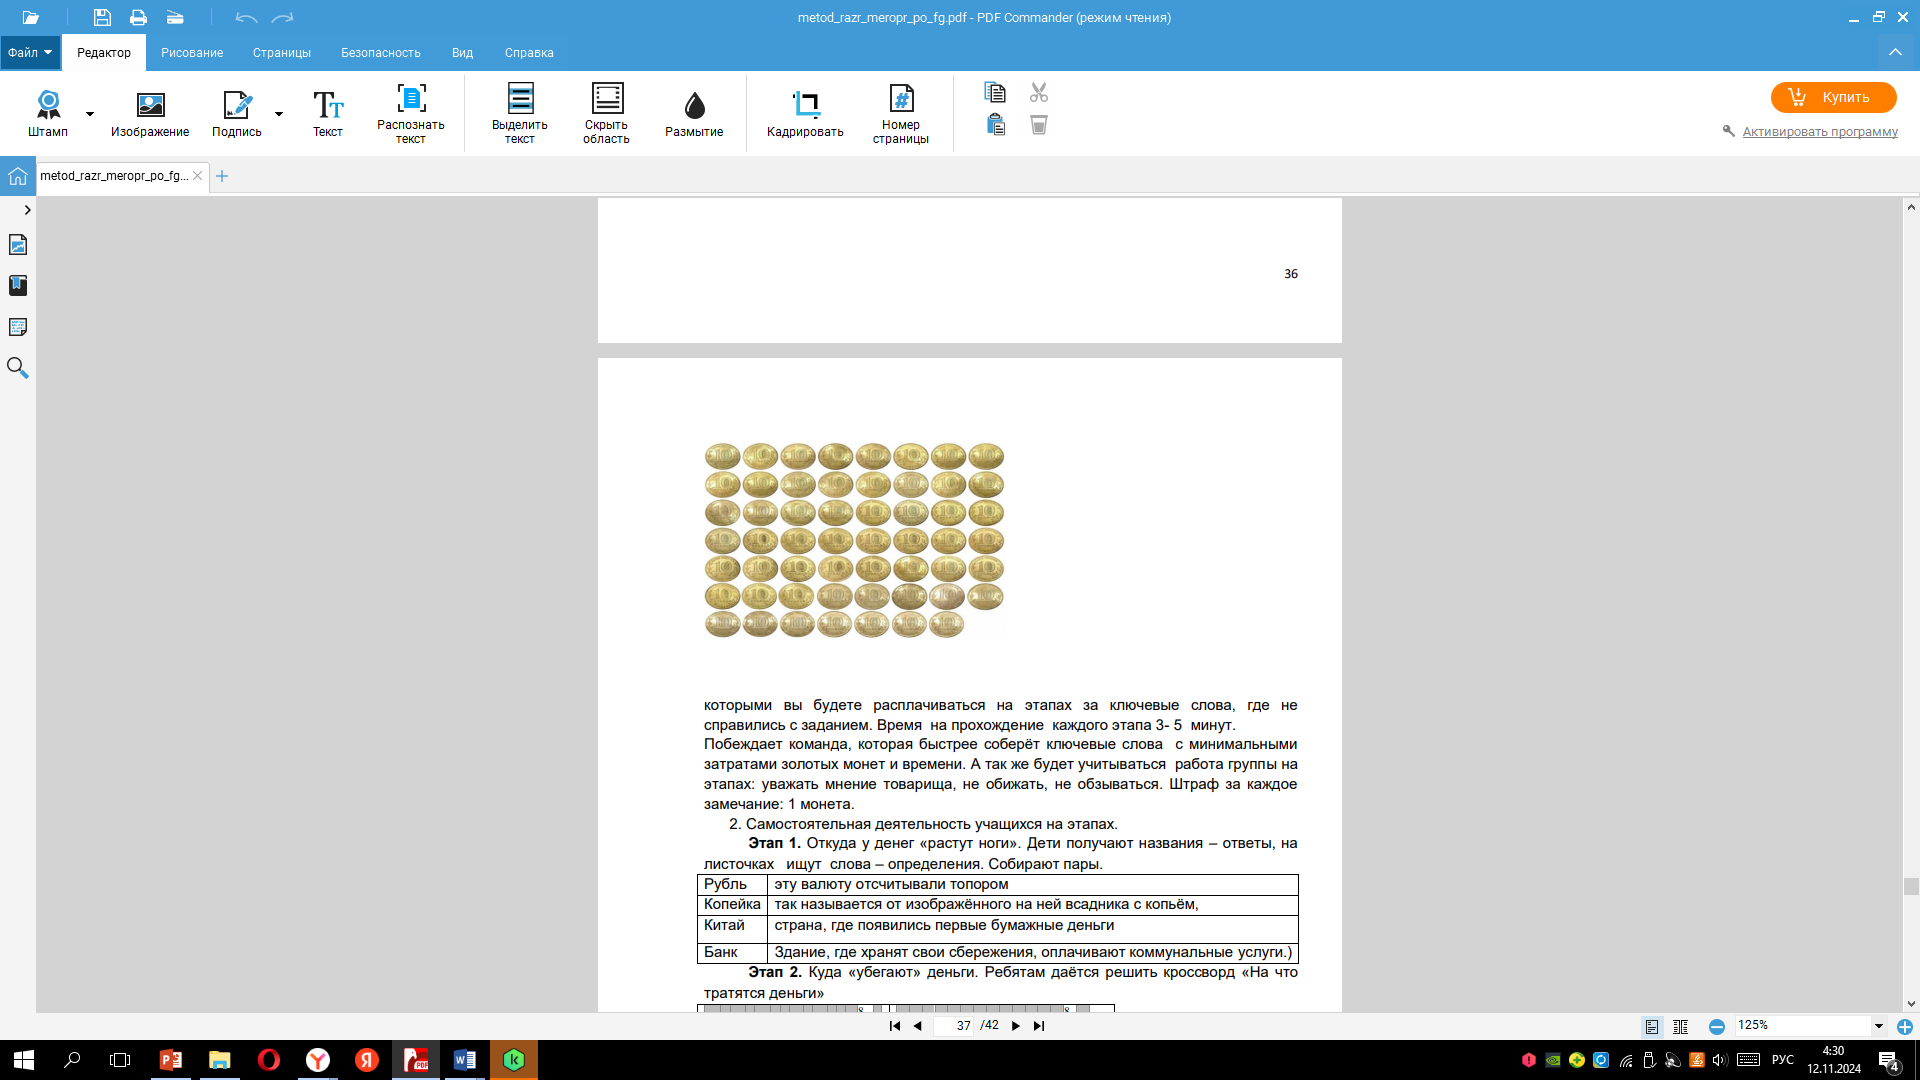 metod_razr_meropr_po_fg.pdf - PDF Commander (режим чтения)
Файл Редактор Рисование Страницы Безопасность Вид Справка
Штамп
Изображение
Подпись
Текст
Распознать текст
Выделить текст
Скрыть область
Размытие
Кадрировать
Номер страницы
Купить
Активировать программу
metod_razr_meropr_po_fg...
36
которыми вы будете расплачиваться на этапах за ключевые слова, где не
справились с заданием. Время на прохождение каждого этапа 3- 5 минут.
Побеждает команда, которая быстрее соберёт ключевые слова с минимальными
затратами золотых монет и времени. А так же будет учитываться работа группы на
этапах: уважать мнение товарища, не обижать, не обзываться. Штраф за каждое
замечание: 1 монета.
2. Самостоятельная деятельность учащихся на этапах.
Этап 1. Откуда у денег «растут ноги». Дети получают названия – ответы, на
листочках ищут слова – определения. Собирают пары.
Рубль эту валюту отсчитывали топором
Копейка так называется от изображённого на ней всадника с копьём,
Китай страна, где появились первые бумажные деньги
Банк Здание, где хранят свои сбережения, оплачивают коммунальные услуги.)
Этап 2. Куда «убегают» деньги. Ребятам даётся решить кроссворд «На что
тратятся деньги»
37 /42
125%
РУС
4:30
12.11.2024
4